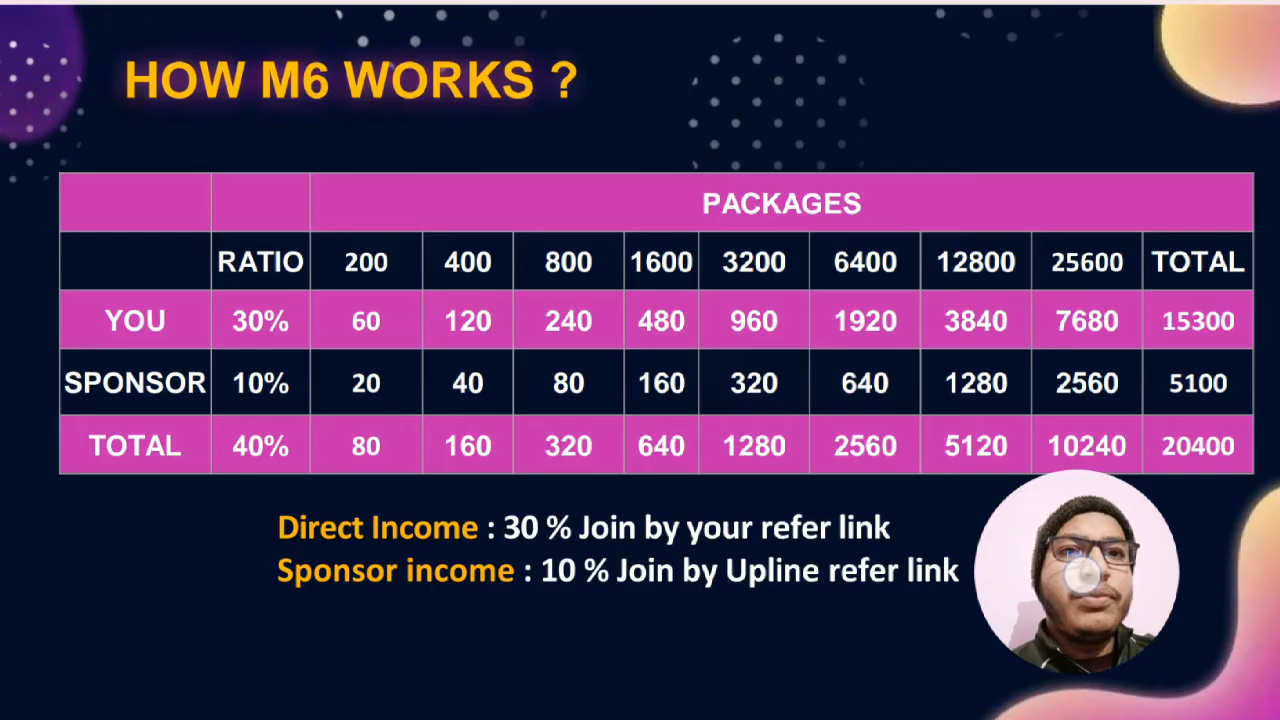 HOW M6 WORKS ?
PACKAGES
RATIO 200 400 800 1600 3200 6400 12800 25600 TOTAL
YOU 30% 60 120 240 480 960 1920 3840 7680 15300
SPONSOR 10% 20 40 80 160 320 640 1280 2560 5100
TOTAL 40% 80 160 320 640 1280 2560 5120 10240 20400
Direct Income : 30 % Join by your refer link
Sponsor income : 10 % Join by Upline refer link